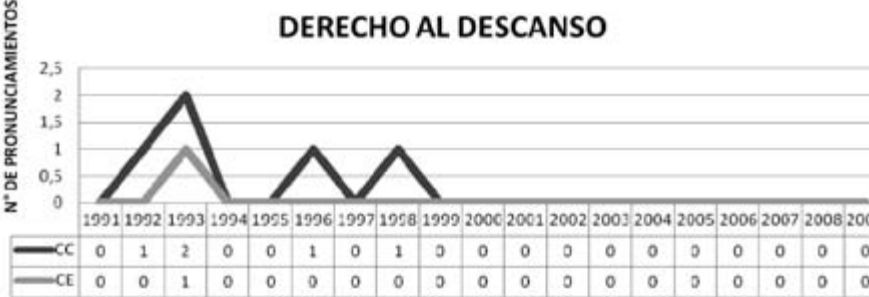 DERECHO AL DESCANSO
N° DE PRONUNCIAMIENTOS
2,5
2
1,5
1
0,5
0
1991 1992 1993 1994 1995 1996 1997 1998 1999 2000 2001 2002 2003 2004 2005 2006 2007 2008
CC 0 1 2 0 0 1 0 1 0 0 0 0 0 0 0 0 0 0 0
CE 0 0 1 0 0 0 0 0 0 0 0 0 0 0 0 0 0 0 0